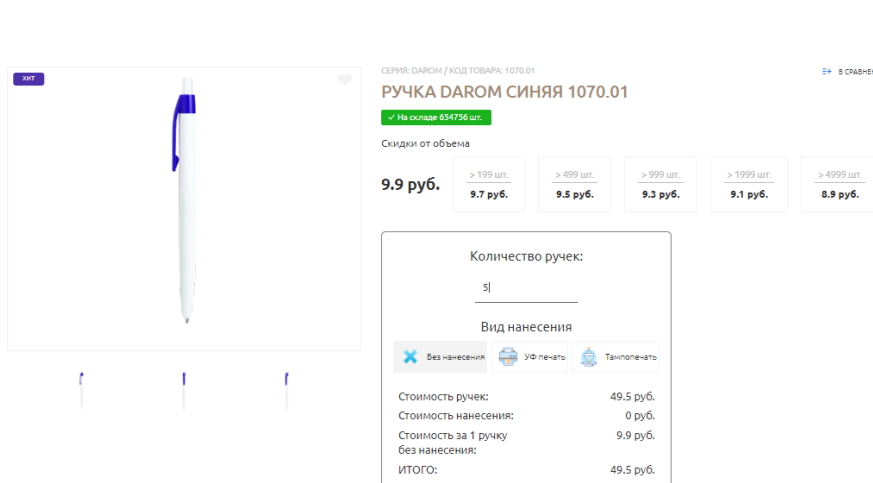 ХИТ
СЕРИЯ: DAROM / КОД ТОВАРА: 1070.01
В СРАВНЕН
РУЧКА DAROM СИНЯЯ 1070.01
На складе 654756 шт.
Скидки от объема
9.9 руб.
> 199 шт.
9.7 руб.
> 499 шт.
9.5 руб.
> 999 шт.
9.3 руб.
> 1999 шт.
9.1 руб.
> 4999 шт.
8.9 руб.
Количество ручек:
5
Вид нанесения
Без нанесения
УФ печать
Тампопечать
Стоимость ручек: 49.5 руб.
Стоимость нанесения: 0 руб.
Стоимость за 1 ручку 9.9 руб.
без нанесения:
ИТОГО: 49.5 руб.